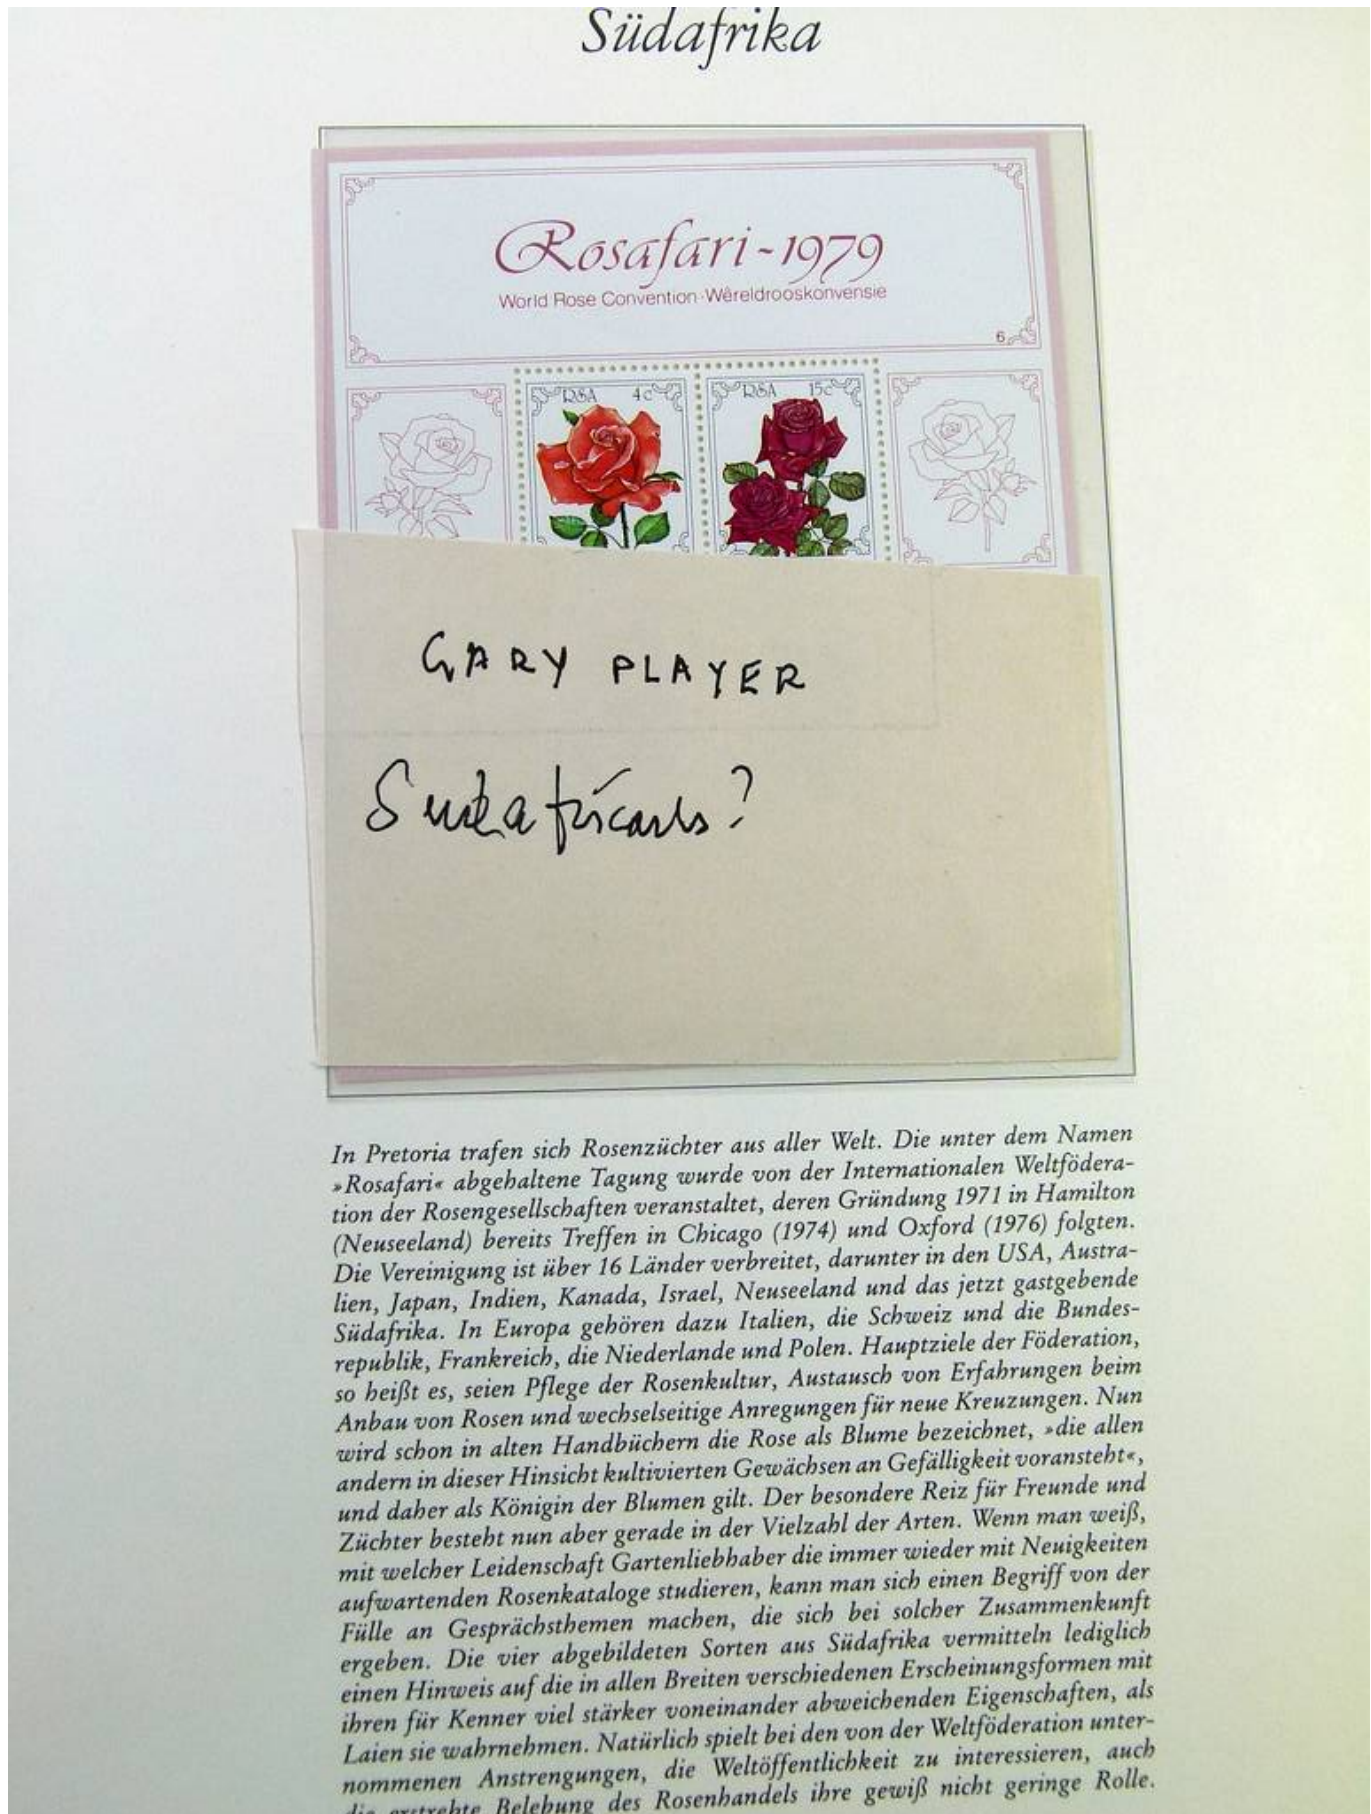 Südafrika
Rosafari-1979
World Rose Convention·Wêreldrooskonvensie
6
RSA 4c
RSA 15c
GARY PLAYER
Sudafricano?
In Pretoria trafen sich Rosenzüchter aus aller Welt. Die unter dem Namen
»Rosafari« abgehaltene Tagung wurde von der Internationalen Weltfödera-
tion der Rosengesellschaften veranstaltet, deren Gründung 1971 in Hamilton
(Neuseeland) bereits Treffen in Chicago (1974) und Oxford (1976) folgten.
Die Vereinigung ist über 16 Länder verbreitet, darunter in den USA, Austra-
lien, Japan, Indien, Kanada, Israel, Neuseeland und das jetzt gastgebende
Südafrika. In Europa gehören dazu Italien, die Schweiz und die Bundes-
republik, Frankreich, die Niederlande und Polen. Hauptziele der Föderation,
so heißt es, seien Pflege der Rosenkultur, Austausch von Erfahrungen beim
Anbau von Rosen und wechselseitige Anregungen für neue Kreuzungen. Nun
wird schon in alten Handbüchern die Rose als Blume bezeichnet, »die allen
andern in dieser Hinsicht kultivierten Gewächsen an Gefälligkeit voransteht«,
und daher als Königin der Blumen gilt. Der besondere Reiz für Freunde und
Züchter besteht nun aber gerade in der Vielzahl der Arten. Wenn man weiß,
mit welcher Leidenschaft Gartenliebhaber die immer wieder mit Neuigkeiten
aufwartenden Rosenkataloge studieren, kann man sich einen Begriff von der
Fülle an Gesprächsthemen machen, die sich bei solcher Zusammenkunft
ergeben. Die vier abgebildeten Sorten aus Südafrika vermitteln lediglich
einen Hinweis auf die in allen Breiten verschiedenen Erscheinungsformen mit
ihren für Kenner viel stärker voneinander abweichenden Eigenschaften, als
Laien sie wahrnehmen. Natürlich spielt bei den von der Weltföderation unter-
nommenen Anstrengungen, die Weltöffentlichkeit zu interessieren, auch
die erstrebte Belebung des Rosenhandels ihre gewiß nicht geringe Rolle.